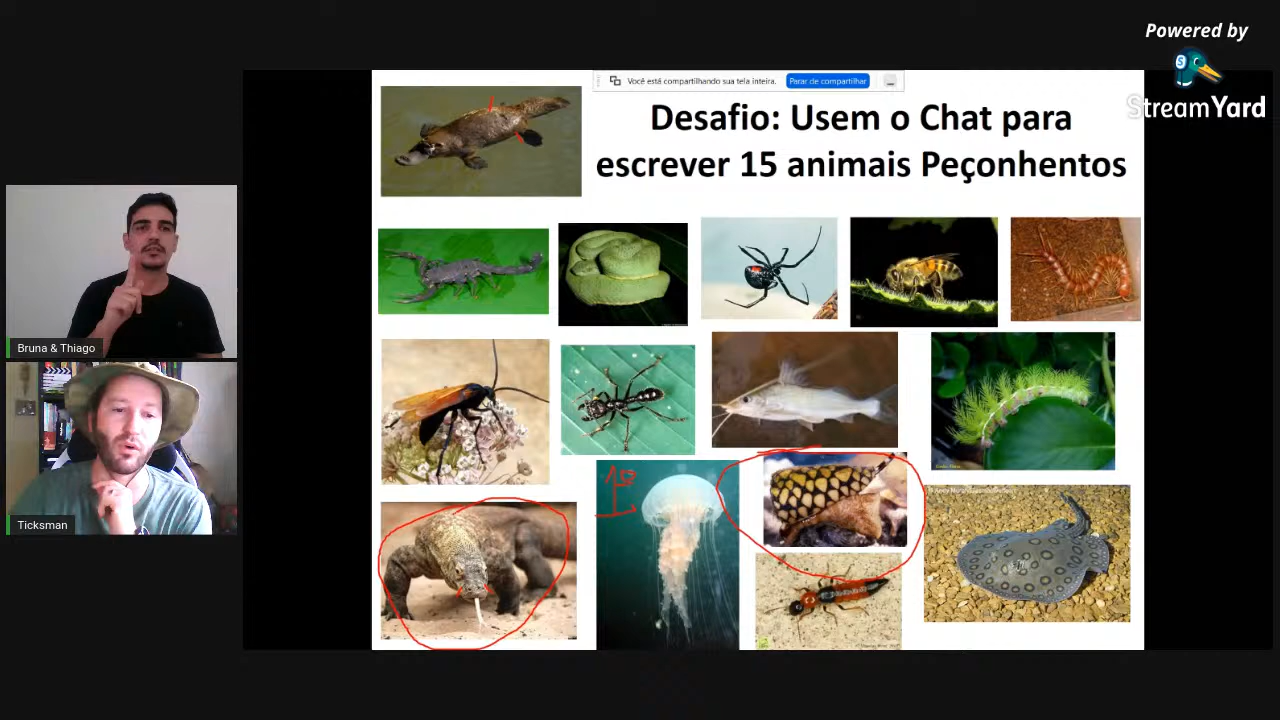 Powered by
StreamYard
Você está compartilhando sua tela inteira.
Parar de compartilhar
Desafio: Usem o Chat para
escrever 15 animais Peçonhentos
Bruna & Thiago
Ticksman